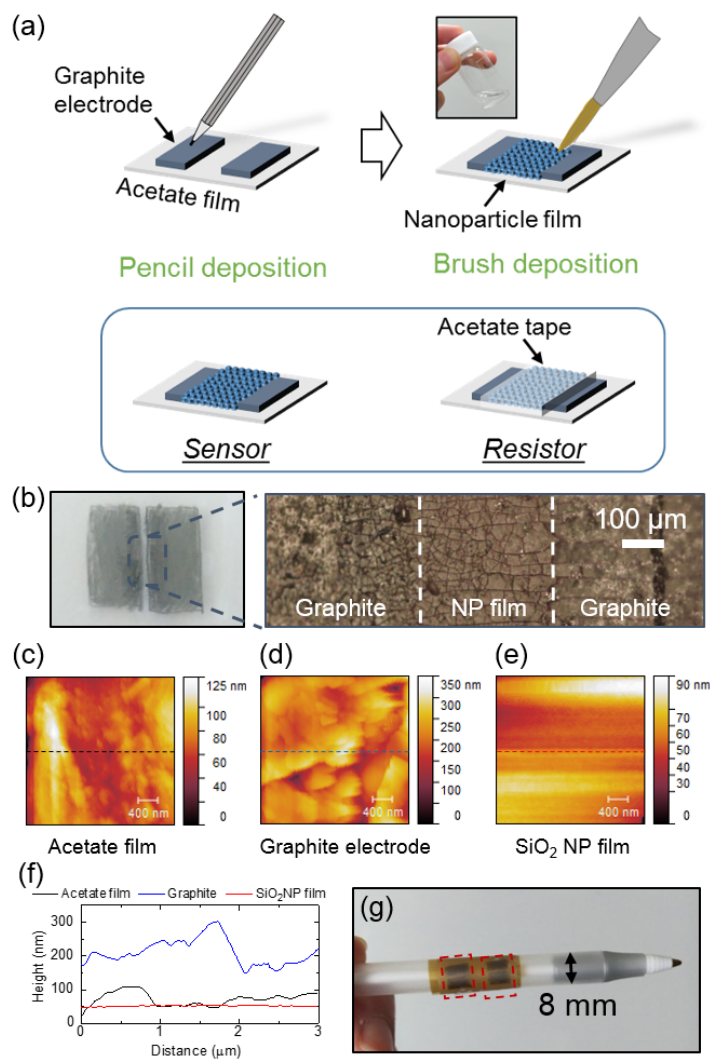 (a)
Graphite
electrode
Acetate film
Nanoparticle film
Pencil deposition
Brush deposition
Acetate tape
Sensor
Resistor
(b)
100 µm
Graphite
NP film
Graphite
(c)
125 nm
100
80
60
40
20
0
400 nm
Acetate film
(d)
350 nm
300
250
200
150
100
50
0
400 nm
Graphite electrode
(e)
90 nm
70
60
50
40
30
0
400 nm
SiO₂ NP film
(f)
Acetate film
Graphite
SiO₂NP film
Height (nm)
300
200
100
0
0
1
2
3
Distance (µm)
(g)
8 mm